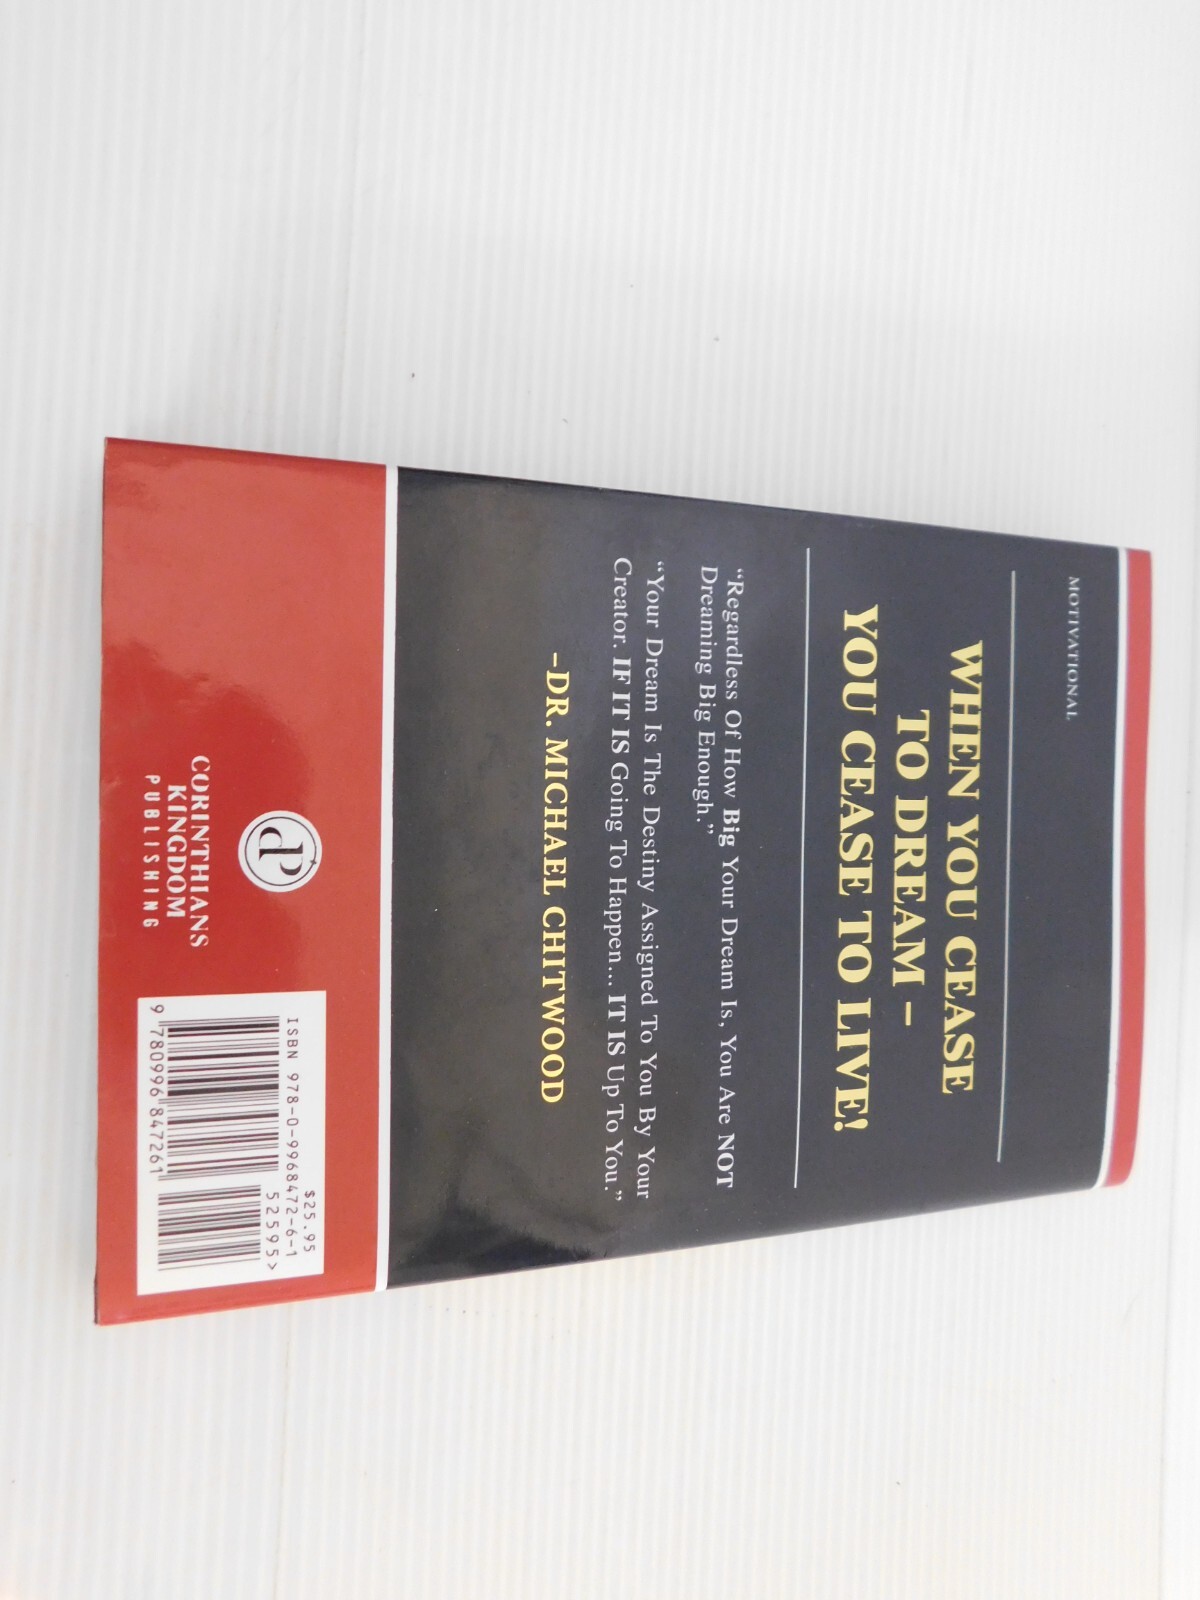 MOTIVATIONAL
WHEN YOU CEASE
TO DREAM –
YOU CEASE TO LIVE!
“Regardless Of How Big Your Dream Is, You Are NOT
Dreaming Big Enough.”
“Your Dream Is The Destiny Assigned To You By Your
Creator. IF IT IS Going To Happen... IT IS Up To You.”
–DR. MICHAEL CHITWOOD
CORINTHIANS
KINGDOM
PUBLISHING
$25.95
ISBN 978-0-9968472-6-1
52595>
9 780996 847261